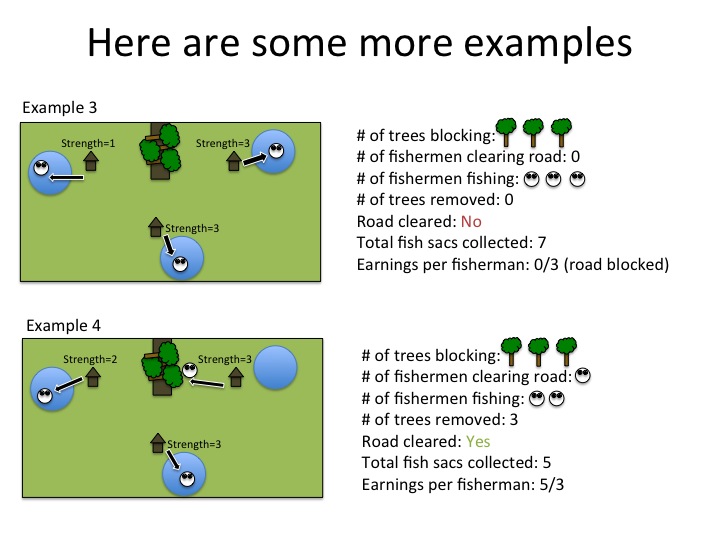 Here are some more examples
Example 3
Strength=1
Strength=3
Strength=3
# of trees blocking:
# of fishermen clearing road: 0
# of fishermen fishing:
# of trees removed: 0
Road cleared: No
Total fish sacs collected: 7
Earnings per fisherman: 0/3 (road blocked)
Example 4
Strength=2
Strength=3
Strength=3
# of trees blocking:
# of fishermen clearing road:
# of fishermen fishing:
# of trees removed: 3
Road cleared: Yes
Total fish sacs collected: 5
Earnings per fisherman: 5/3